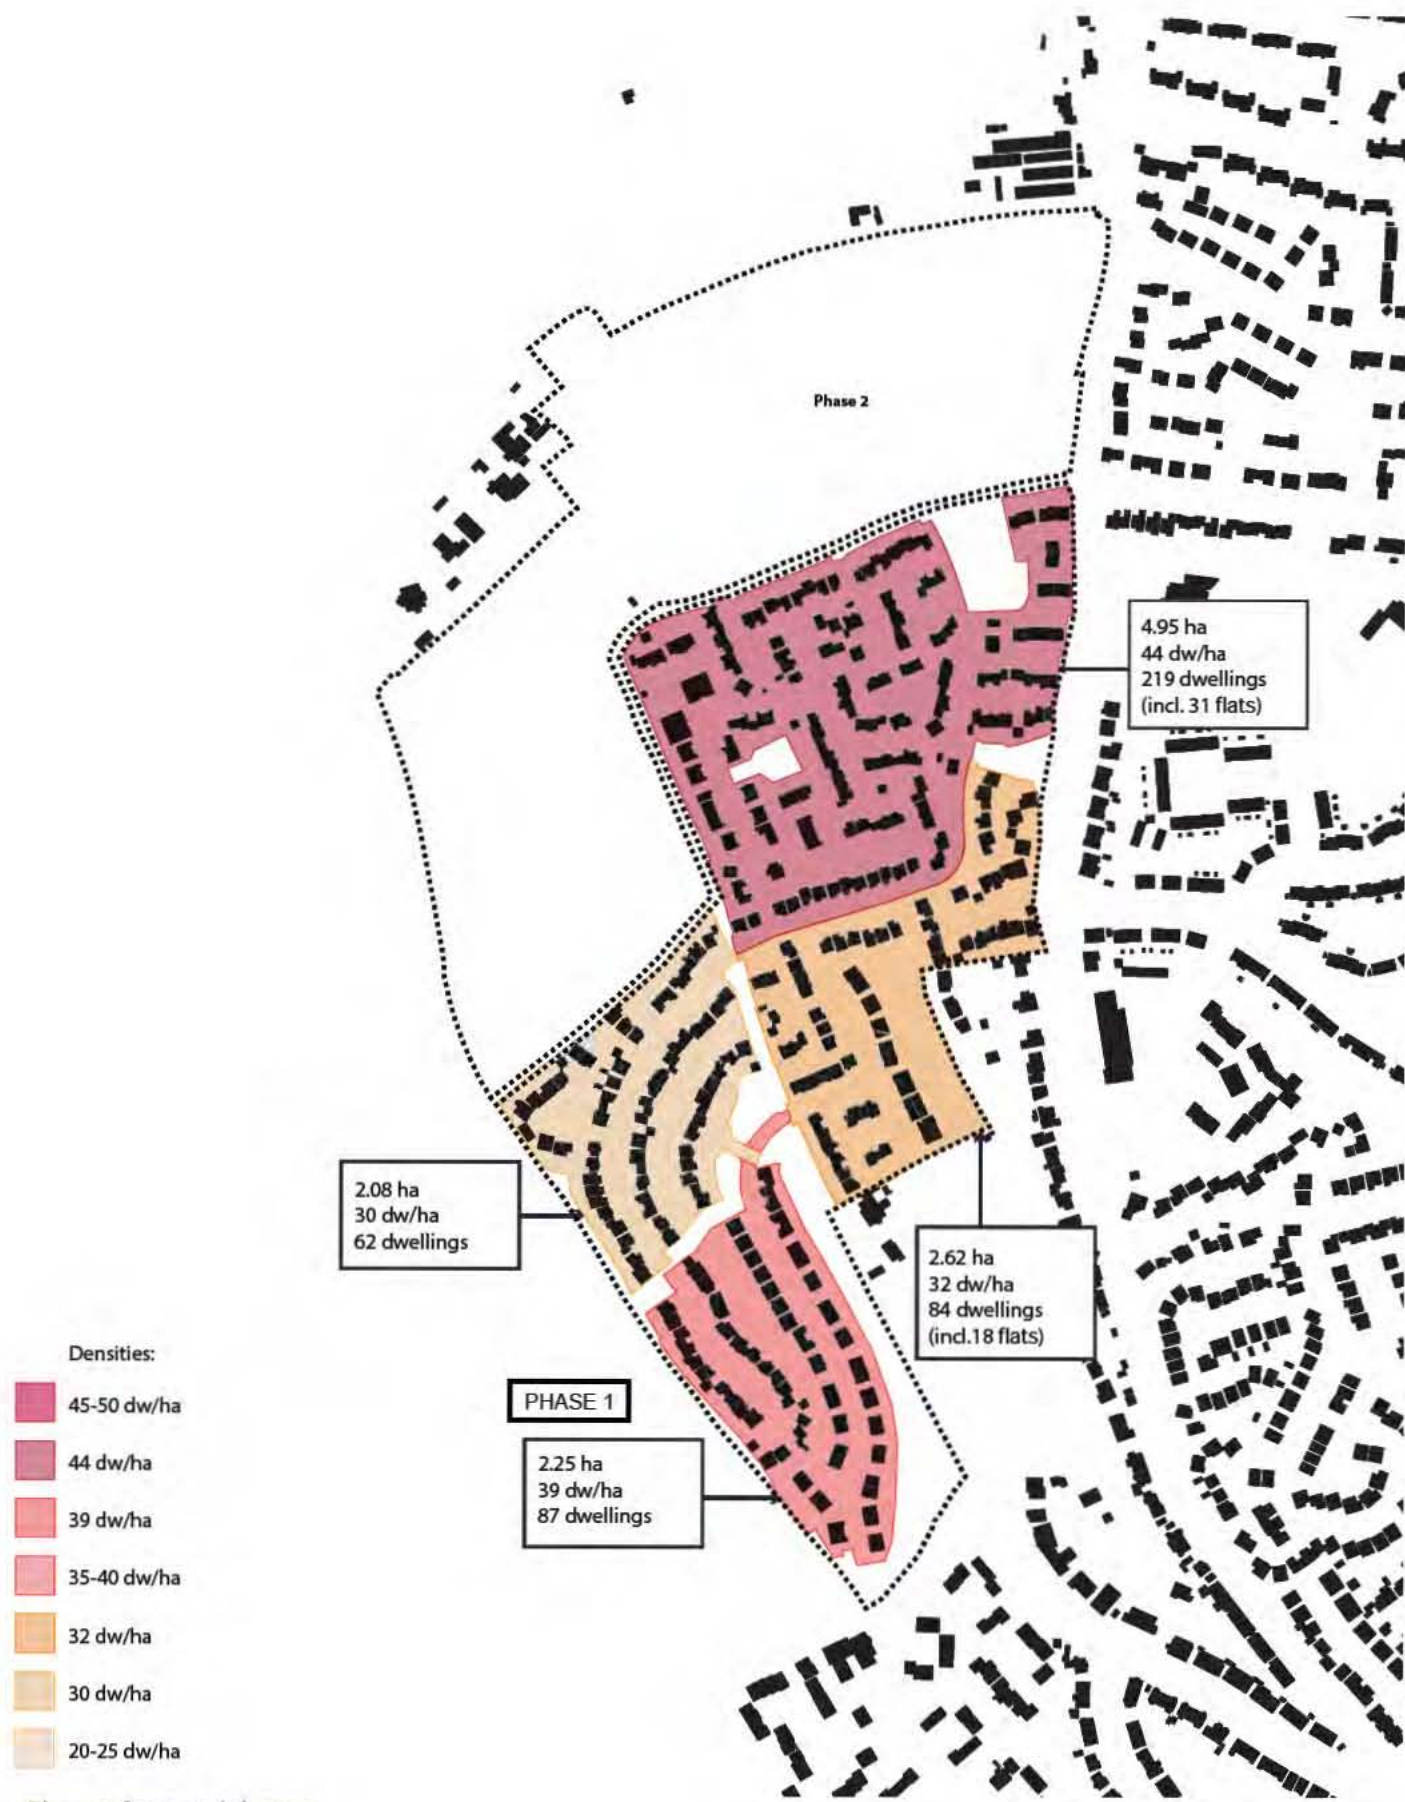 Phase 2
4.95 ha
44 dw/ha
219 dwellings
(incl. 31 flats)
2.08 ha
30 dw/ha
62 dwellings
2.62 ha
32 dw/ha
84 dwellings
(incl.18 flats)
PHASE 1
2.25 ha
39 dw/ha
87 dwellings
Densities:
45-50 dw/ha
44 dw/ha
39 dw/ha
35-40 dw/ha
32 dw/ha
30 dw/ha
20-25 dw/ha